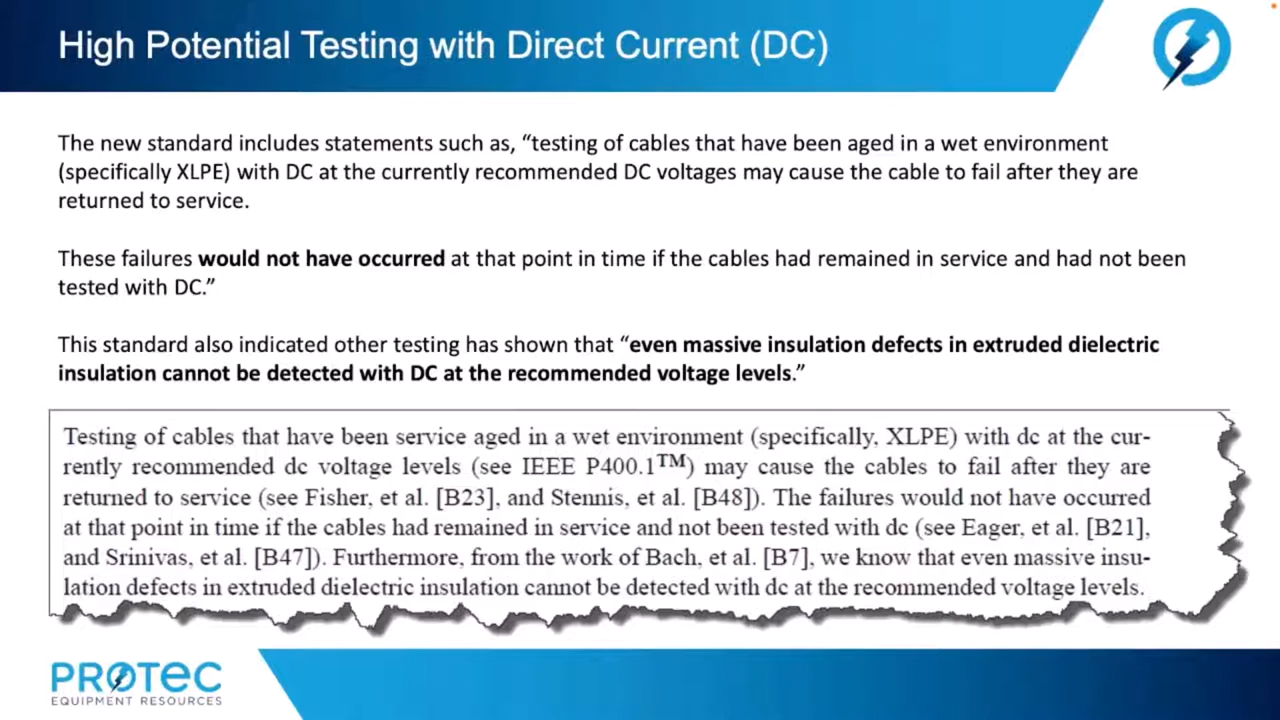 High Potential Testing with Direct Current (DC)
The new standard includes statements such as, “testing of cables that have been aged in a wet environment
(specifically XLPE) with DC at the currently recommended DC voltages may cause the cable to fail after they are
returned to service.
These failures would not have occurred at that point in time if the cables had remained in service and had not been
tested with DC.”
This standard also indicated other testing has shown that “even massive insulation defects in extruded dielectric
insulation cannot be detected with DC at the recommended voltage levels.”
Testing of cables that have been service aged in a wet environment (specifically, XLPE) with dc at the cur-
rently recommended dc voltage levels (see IEEE P400.1™) may cause the cables to fail after they are
returned to service (see Fisher, et al. [B23], and Stennis, et al. [B48]). The failures would not have occurred
at that point in time if the cables had remained in service and not been tested with dc (see Eager, et al. [B21],
and Srinivas, et al. [B47]). Furthermore, from the work of Bach, et al. [B7], we know that even massive insu-
lation defects in extruded dielectric insulation cannot be detected with dc at the recommended voltage levels.
PROTEC
EQUIPMENT RESOURCES